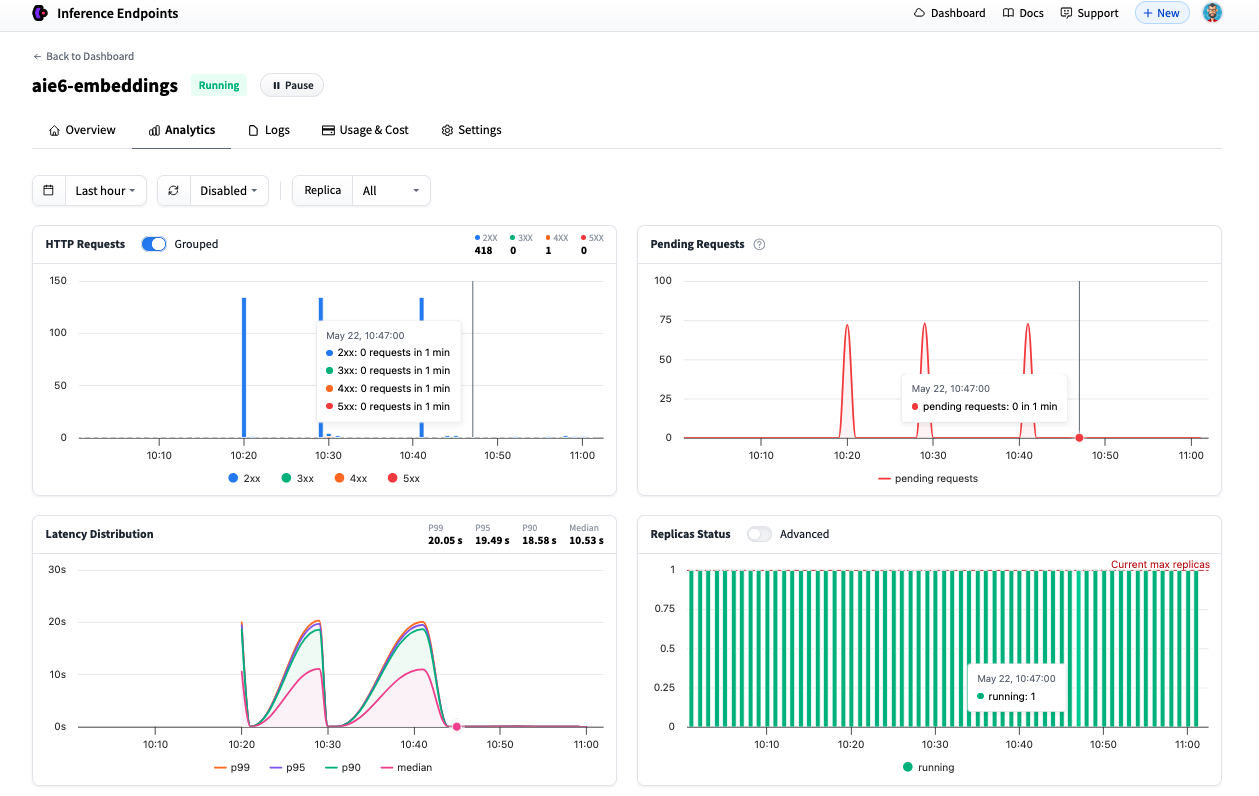 Inference Endpoints
Dashboard Docs Support + New
← Back to Dashboard
aie6-embeddings Running Pause
Overview Analytics Logs Usage & Cost Settings
Last hour Disabled Replica All
HTTP Requests Grouped
2XX 3XX 4XX 5XX
418 0 1 0
150
100
50
0
May 22, 10:47:00
2xx: 0 requests in 1 min
3xx: 0 requests in 1 min
4xx: 0 requests in 1 min
5xx: 0 requests in 1 min
10:10 10:20 10:30 10:40 10:50 11:00
2xx 3xx 4xx 5xx
Pending Requests ?
100
75
50
25
0
May 22, 10:47:00
pending requests: 0 in 1 min
10:10 10:20 10:30 10:40 10:50 11:00
pending requests
Latency Distribution
P99 P95 P90 Median
20.05 s 19.49 s 18.58 s 10.53 s
30s
20s
10s
0s
10:10 10:20 10:30 10:40 10:50 11:00
p99 p95 p90 median
Replicas Status Advanced
Current max replicas
1
0.75
0.5
0.25
0
May 22, 10:47:00
running: 1
10:10 10:20 10:30 10:40 10:50 11:00
running